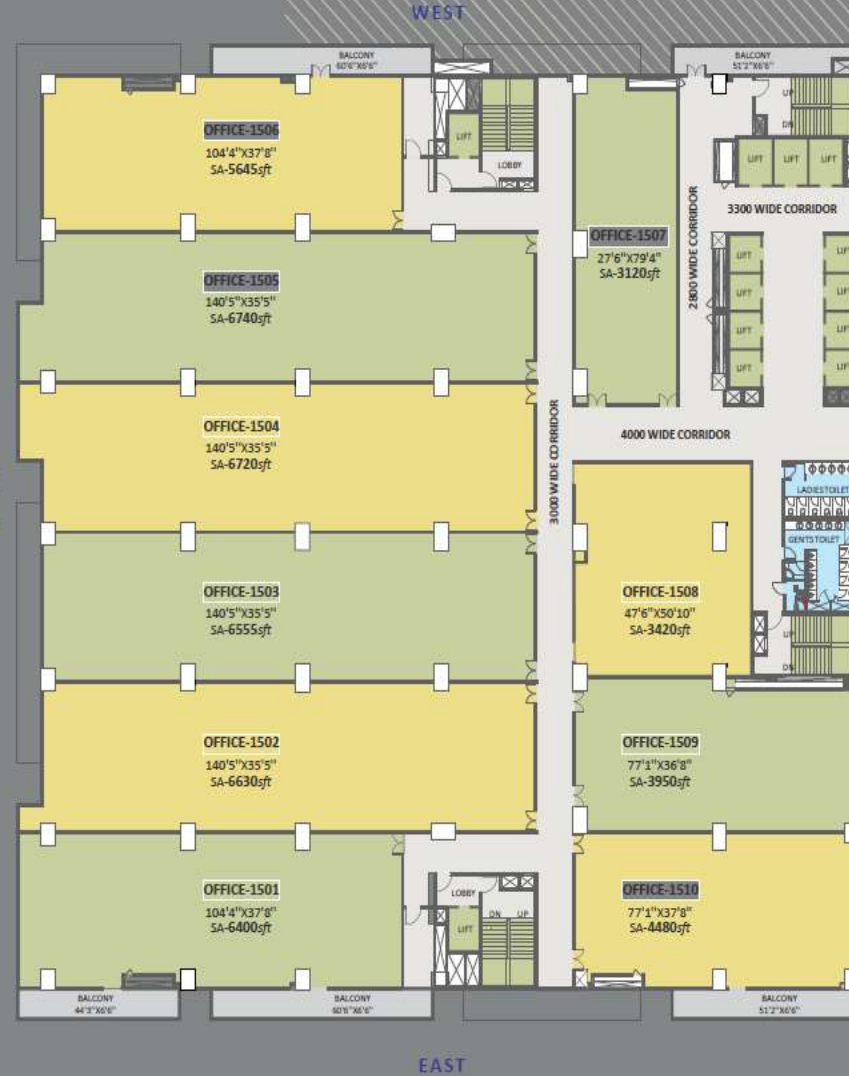 WEST
BALCONY
60'6"X6'6"
BALCONY
51'2"X6'6"
OFFICE-1506
104'4"X37'8"
SA-5645sft
LIFT
LOBBY
UP
DN
LIFT LIFT LIFT
3300 WIDE CORRIDOR
OFFICE-1507
27'6"X79'4"
SA-3120sft
2800 WIDE CORRIDOR
LIFT
LIFT
LIFT
LIFT
OFFICE-1505
140'5"X35'5"
SA-6740sft
OFFICE-1504
140'5"X35'5"
SA-6720sft
3000 WIDE CORRIDOR
4000 WIDE CORRIDOR
LADIES TOILET
GENTS TOILET
OFFICE-1503
140'5"X35'5"
SA-6555sft
OFFICE-1508
47'6"X50'10"
SA-3420sft
UP
DN
OFFICE-1502
140'5"X35'5"
SA-6630sft
OFFICE-1509
77'1"X36'8"
SA-3950sft
OFFICE-1501
104'4"X37'8"
SA-6400sft
LOBBY
LIFT
DN UP
OFFICE-1510
77'1"X37'8"
SA-4480sft
BALCONY
44'3"X6'6"
BALCONY
60'6"X6'6"
BALCONY
51'2"X6'6"
EAST